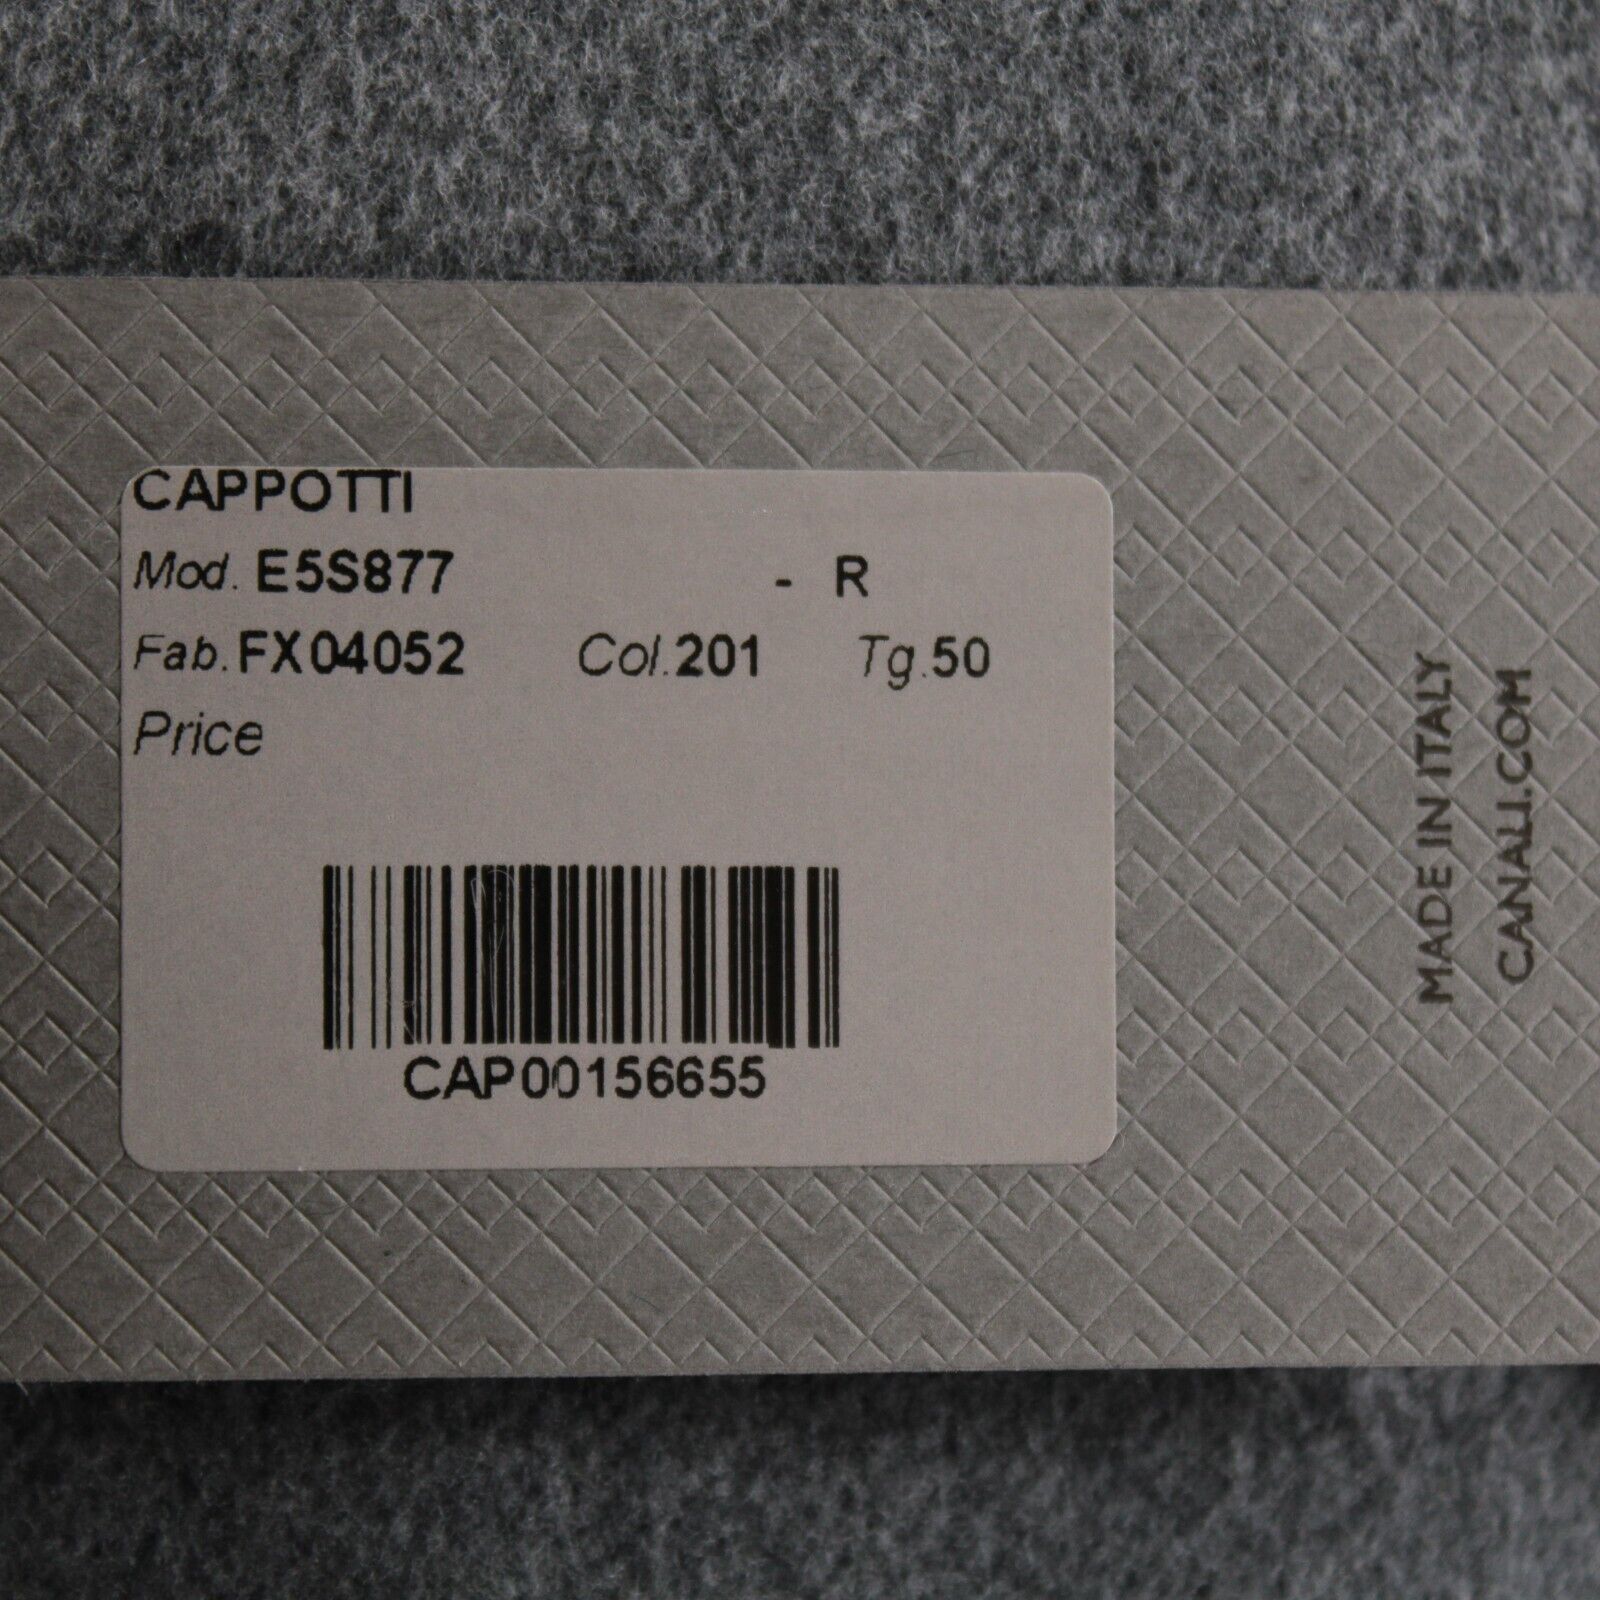 CAPPOTTI
Mod. E5S877 - R
Fab. FX04052 Col. 201 Tg. 50
Price
CAP00156655
MADE IN ITALY
CANALI.COM